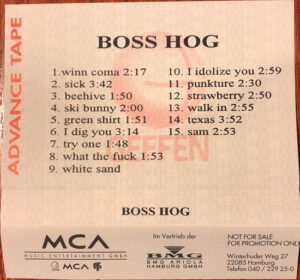 ADVANCE TAPE
BOSS HOG
1. winn coma 2:17
2. sick 3:42
3. beehive 1:50
4. ski bunny 2:00
5. green shirt 1:51
6. I dig you 3:14
7. try one 1:48
8. what the fuck 1:53
9. white sand
10. I idolize you 2:59
11. punkture 2:30
12. strawberry 2:50
13. walk in 2:55
14. texas 3:52
15. sam 2:53
GEFFEN
BOSS HOG
MCA
MUSIC ENTERTAINMENT GMBH
MCA
Im Vertrieb der
BMG
BMG ARIOLA
HAMBURG GMBH
NOT FOR SALE
FOR PROMOTION ONLY
Winterhuder Weg 27
22085 Hamburg
Telefon 040 / 229 25-0